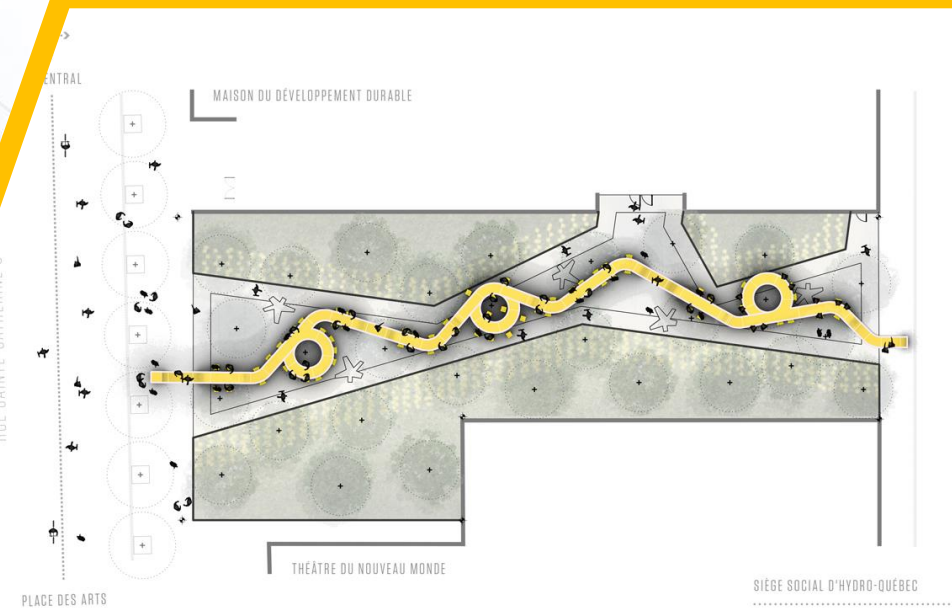 ENTRAL
MAISON DU DÉVELOPPEMENT DURABLE
THÉÂTRE DU NOUVEAU MONDE
SIÈGE SOCIAL D'HYDRO-QUÉBEC
PLACE DES ARTS